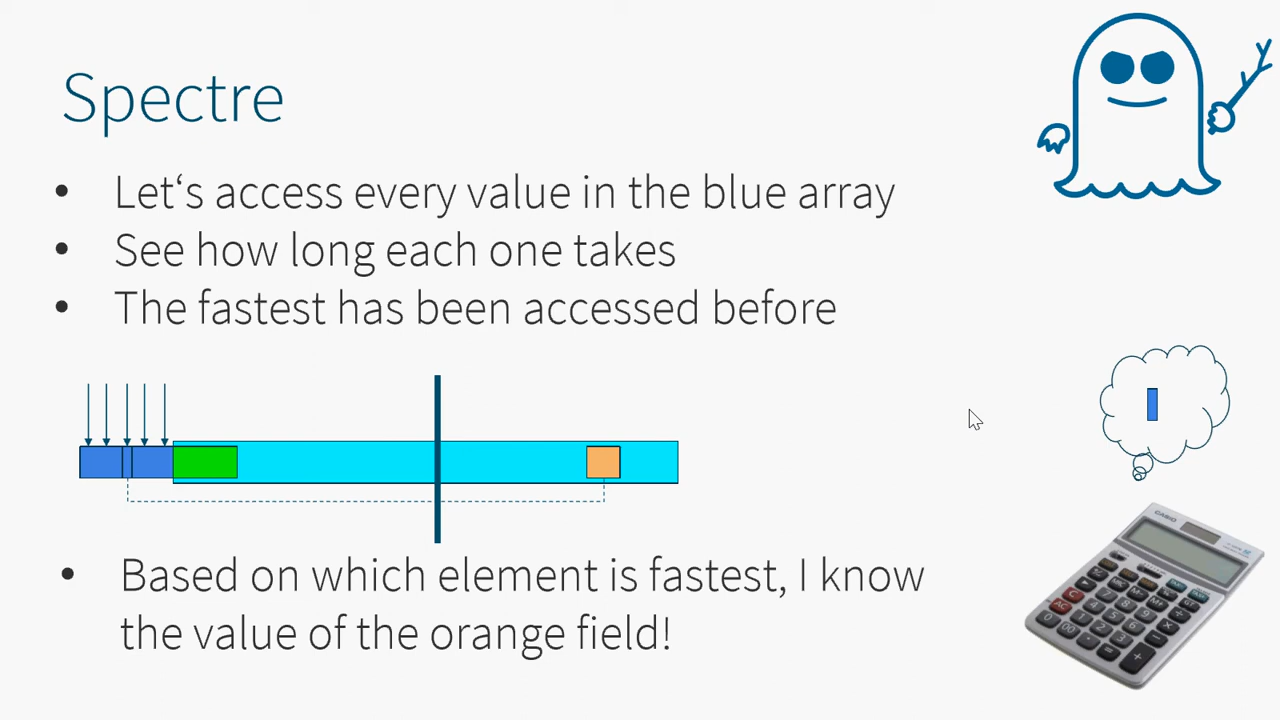 Spectre
• Let‘s access every value in the blue array
• See how long each one takes
• The fastest has been accessed before
• Based on which element is fastest, I know
the value of the orange field!
CASIO